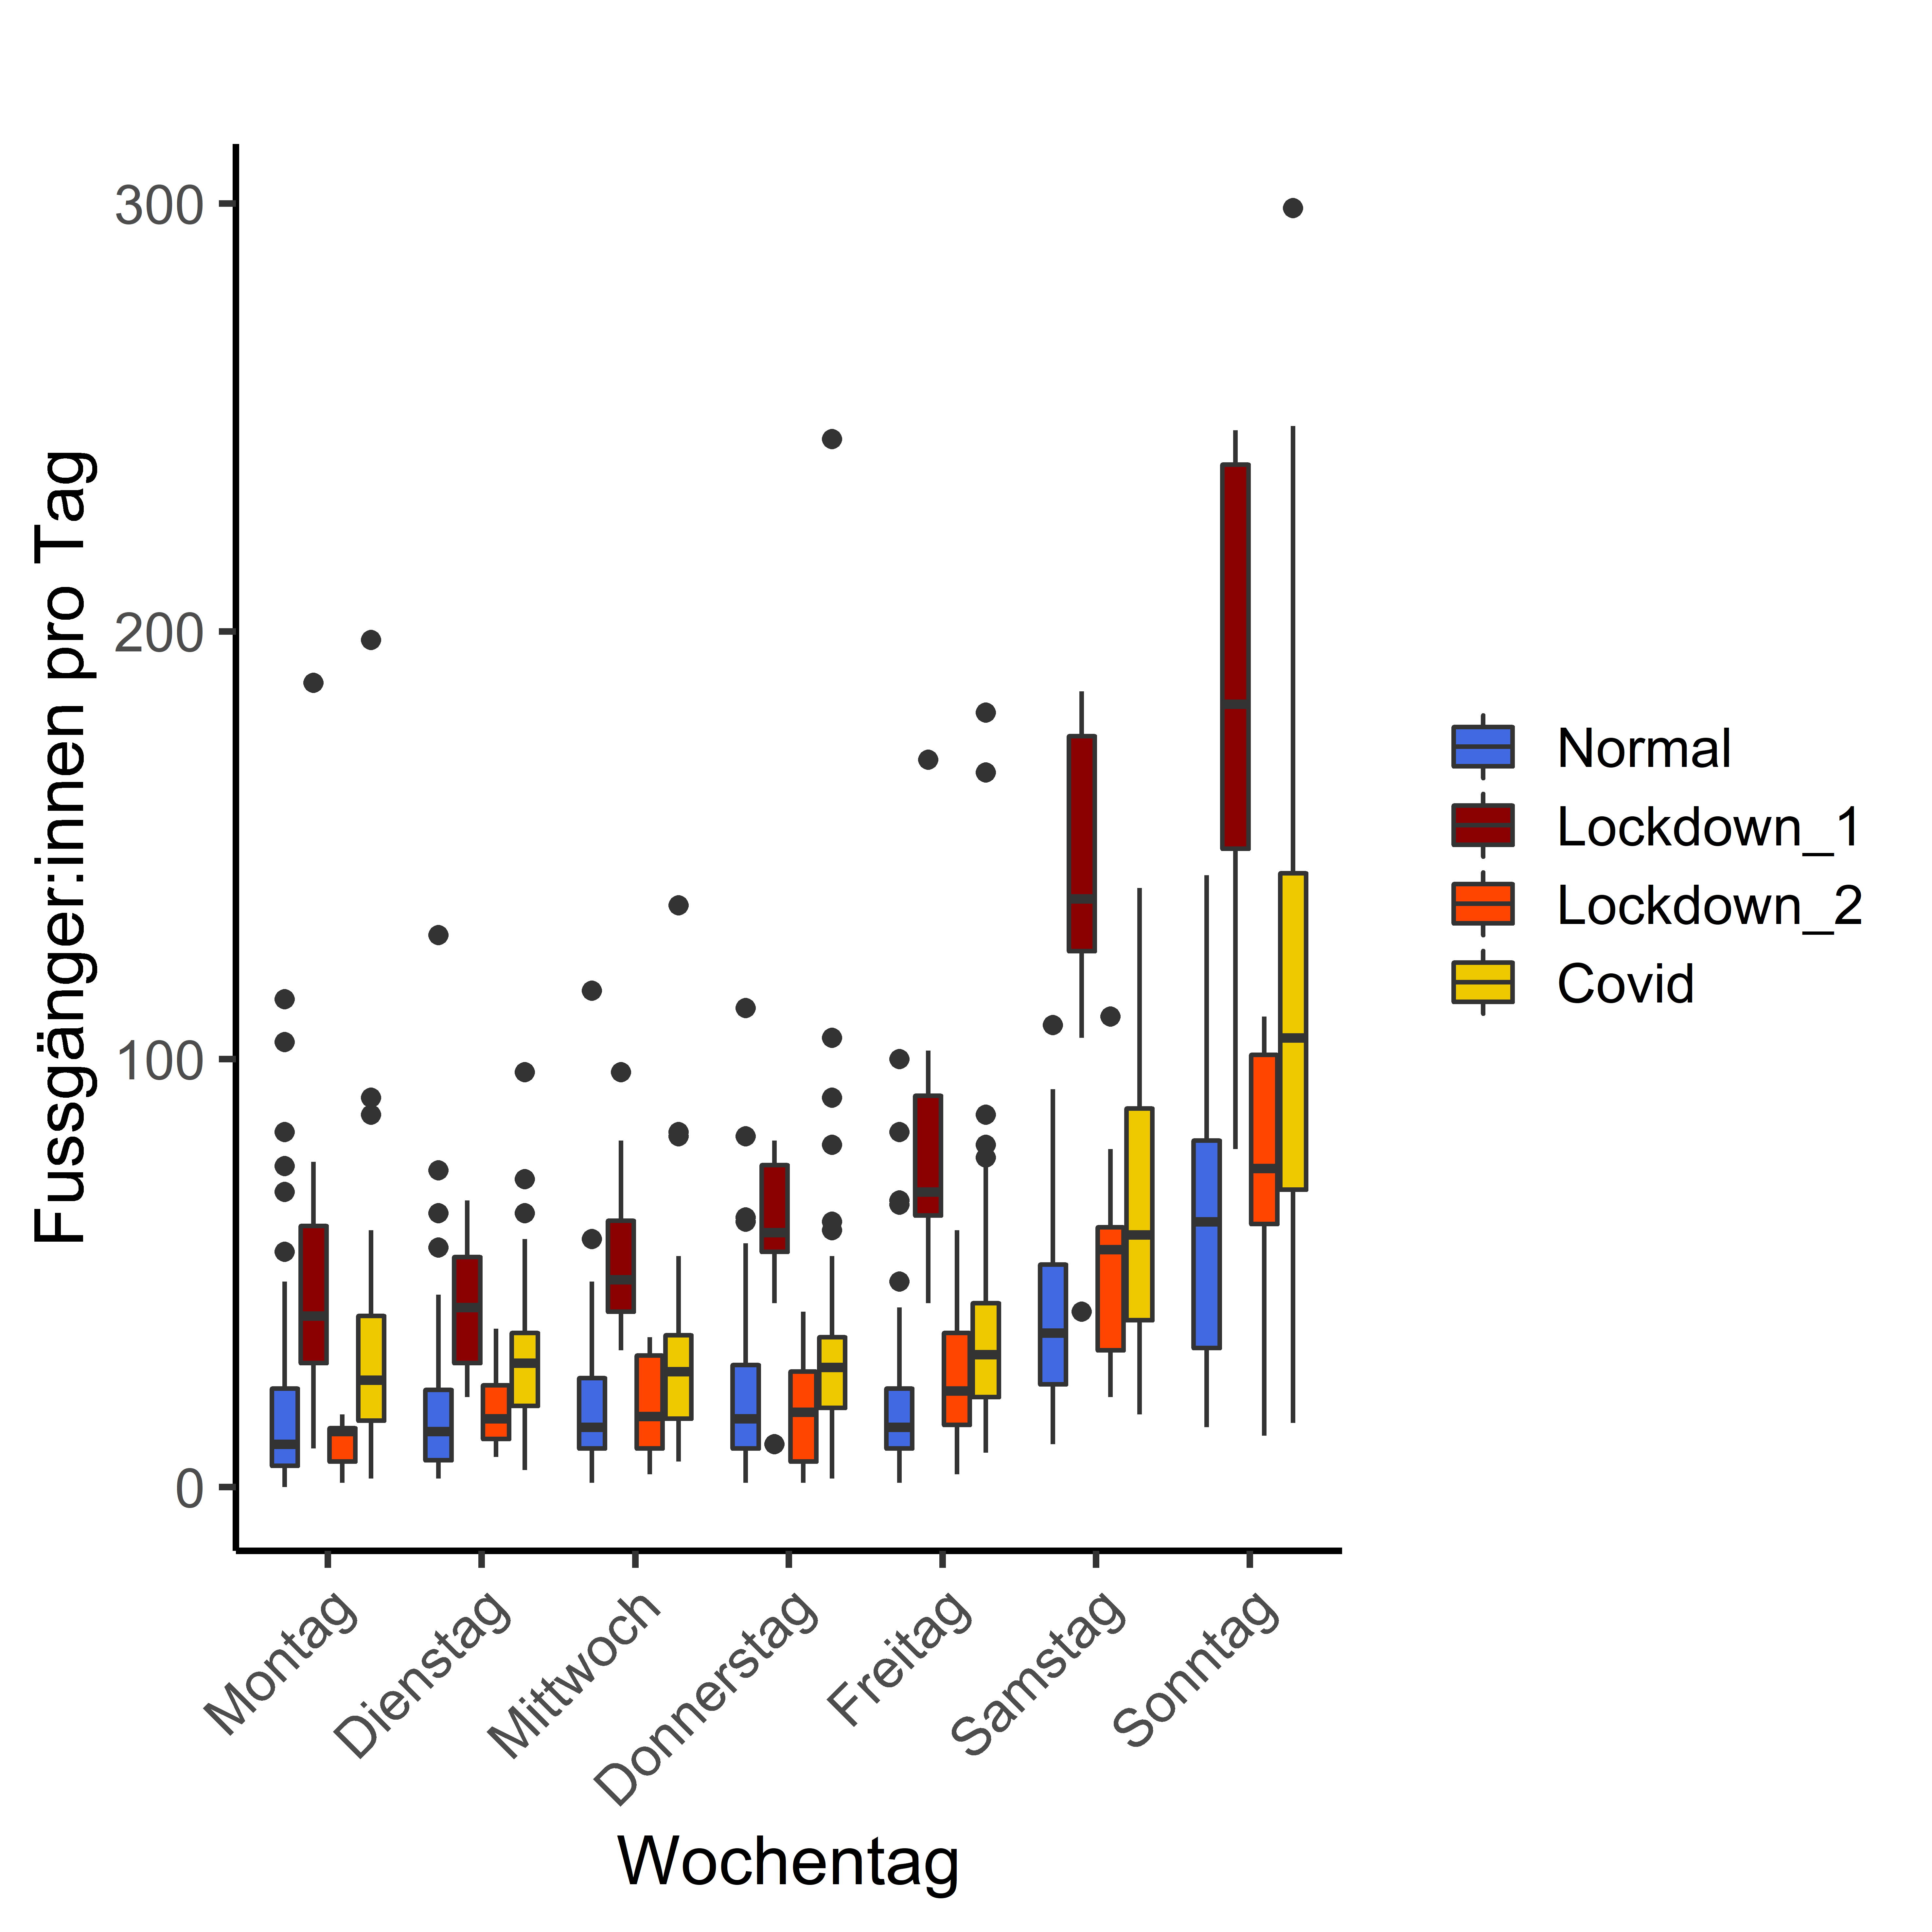 Fussgänger:innen pro Tag
300
200
100
0
Montag
Dienstag
Mittwoch
Donnerstag
Freitag
Samstag
Sonntag
Wochentag
Normal
Lockdown_1
Lockdown_2
Covid